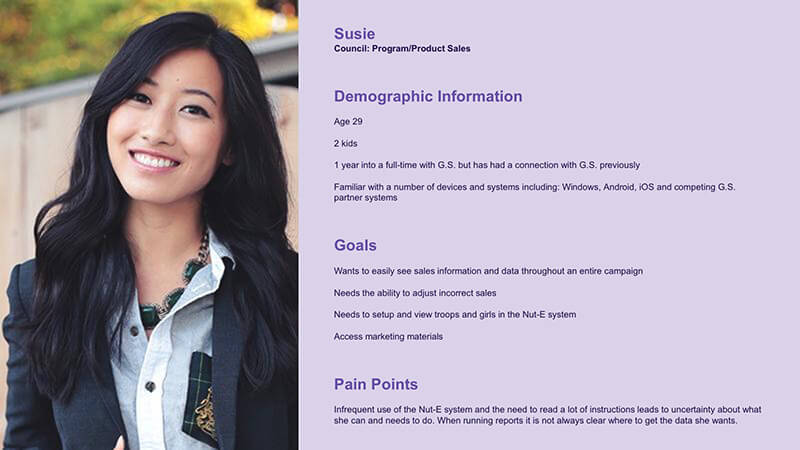 Susie
Council: Program/Product Sales
Demographic Information
Age 29
2 kids
1 year into a full-time with G.S. but has had a connection with G.S. previously
Familiar with a number of devices and systems including: Windows, Android, iOS and competing G.S.
partner systems
Goals
Wants to easily see sales information and data throughout an entire campaign
Needs the ability to adjust incorrect sales
Needs to setup and view troops and girls in the Nut-E system
Access marketing materials
Pain Points
Infrequent use of the Nut-E system and the need to read a lot of instructions leads to uncertainty about what
she can and needs to do. When running reports it is not always clear where to get the data she wants.